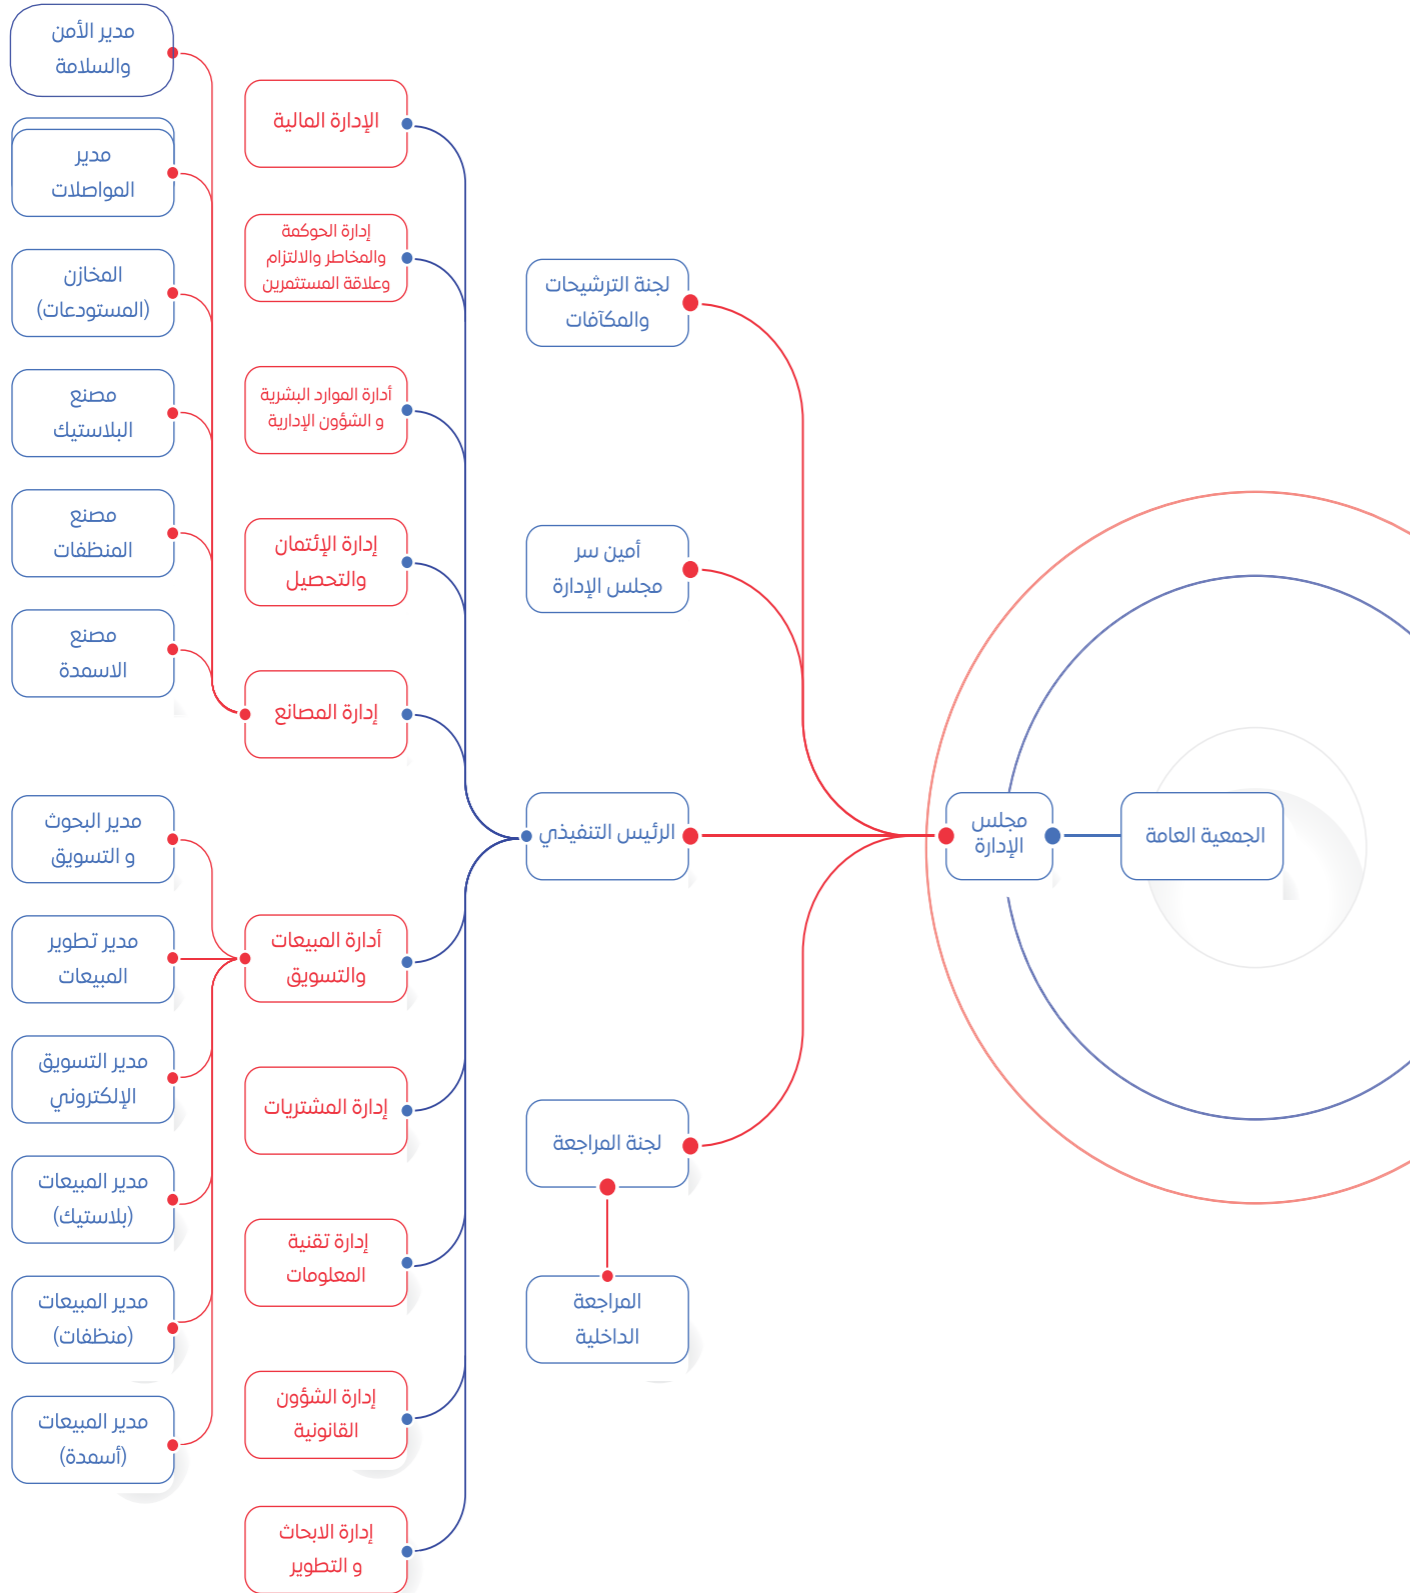 الجمعية العامة
مجلس
الإدارة
لجنة الترشيحات
والمكآفات
أمين سر
مجلس الإدارة
الرئيس التنفيذي
لجنة المراجعة
المراجعة
الداخلية
الإدارة المالية
إدارة الحوكمة
والمخاطر والالتزام
وعلاقة المستثمرين
أدارة الموارد البشرية
و الشؤون الإدارية
إدارة الإئتمان
والتحصيل
إدارة المصانع
أدارة المبيعات
والتسويق
إدارة المشتريات
إدارة تقنية
المعلومات
إدارة الشؤون
القانونية
إدارة الابحاث
و التطوير
مدير الأمن
والسلامة
مدير
المواصلات
المخازن
(المستودعات)
مصنع
البلاستيك
مصنع
المنظفات
مصنع
الاسمدة
مدير البحوث
و التسويق
مدير تطوير
المبيعات
مدير التسويق
الإلكتروني
مدير المبيعات
(بلاستيك)
مدير المبيعات
(منظفات)
مدير المبيعات
(أسمدة)